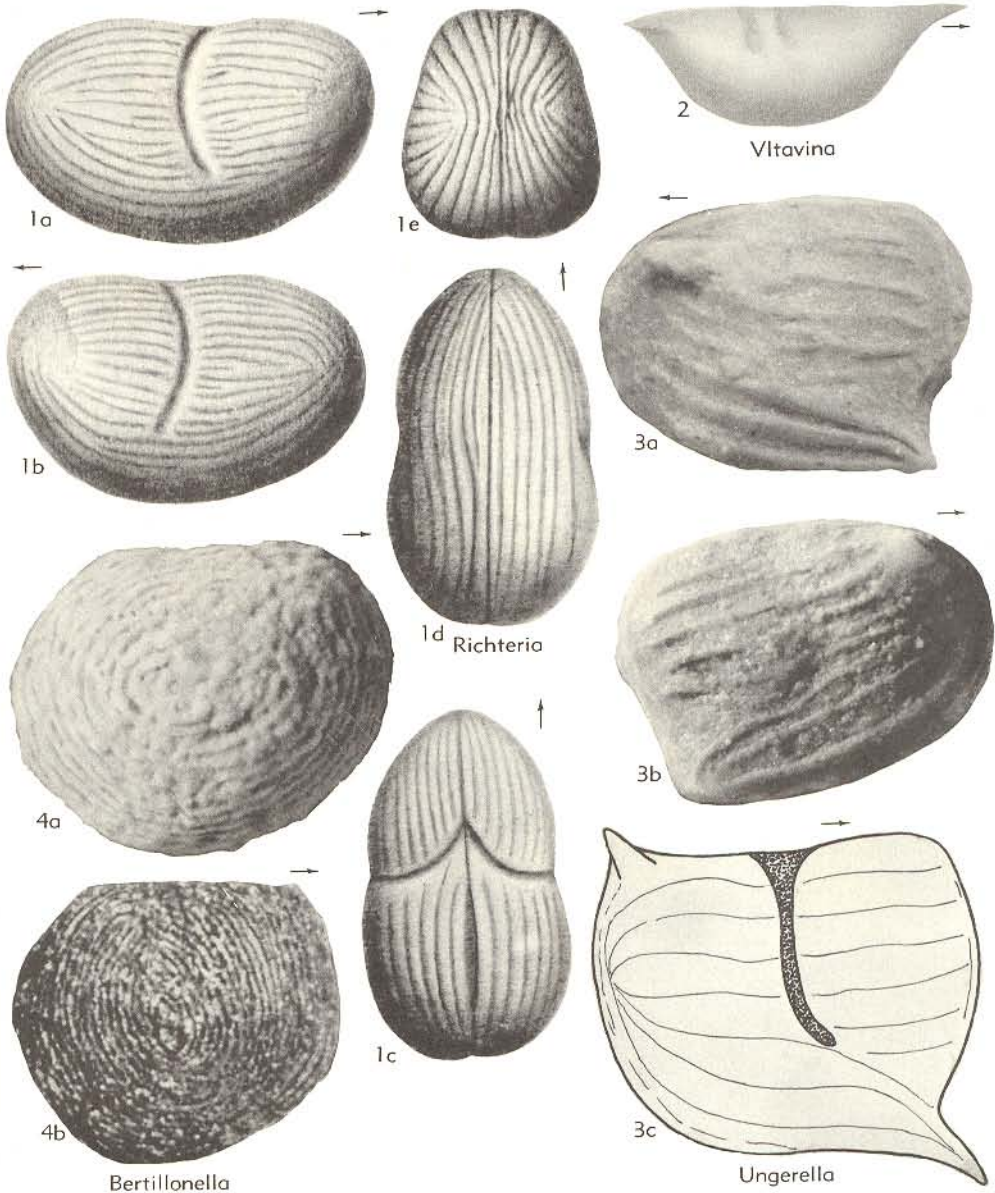 1a
1e
2
Vltavina
1b
3a
1d
Richteria
4a
3b
1c
4b
Bertillonella
3c
Ungerella